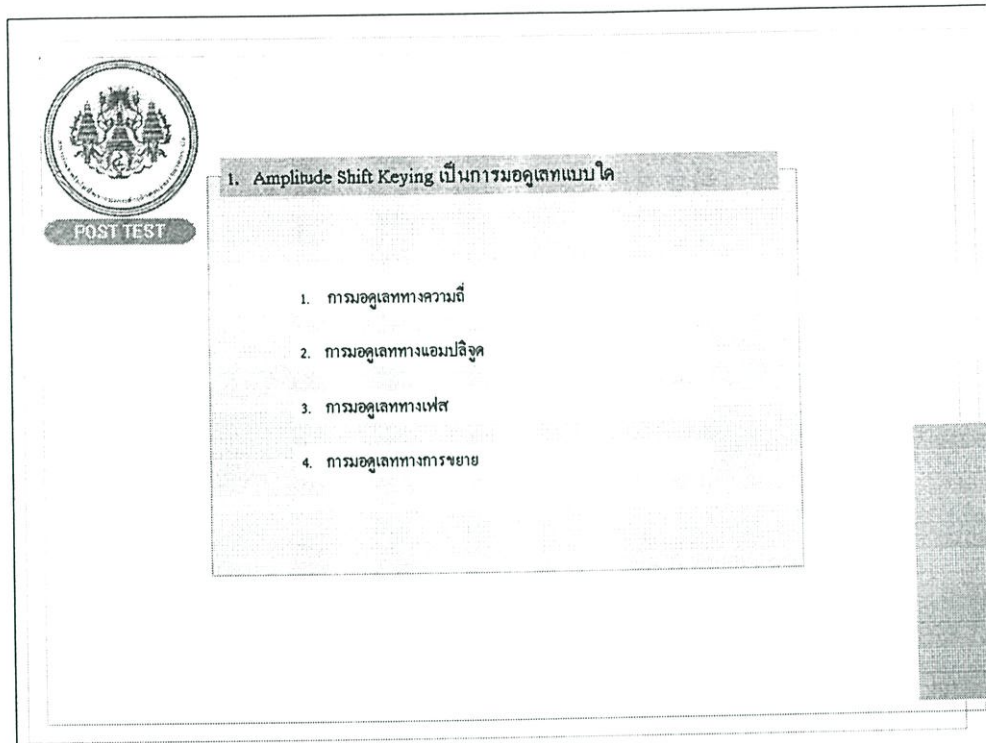 POST TEST
1. Amplitude Shift Keying เป็นการมอดูเลทแบบใด
1. การมอดูเลททางความถี่
2. การมอดูเลททางแอมปลิจูด
3. การมอดูเลททางเฟส
4. การมอดูเลททางการขยาย